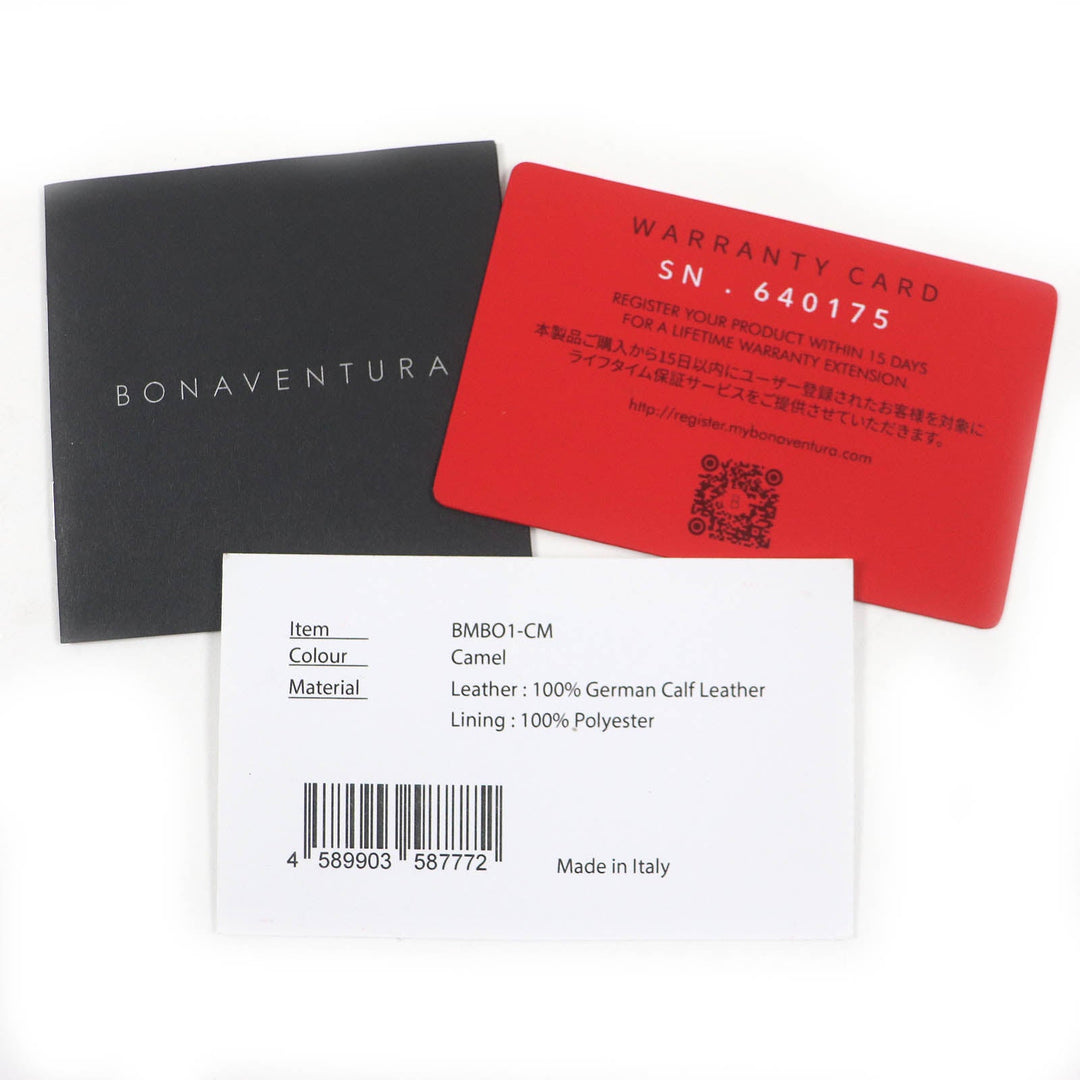 BONAVENTURA
WARRANTY CARD
SN . 640175
REGISTER YOUR PRODUCT WITHIN 15 DAYS
FOR A LIFETIME WARRANTY EXTENSION
本製品ご購入から15日以内にユーザー登録されたお客様を対象に
ライフタイム保証サービスをご提供させていただきます。
http://register.mybonaventura.com
B
Item BMBO1-CM
Colour Camel
Material Leather : 100% German Calf Leather
Lining : 100% Polyester
4 589903 587772
Made in Italy